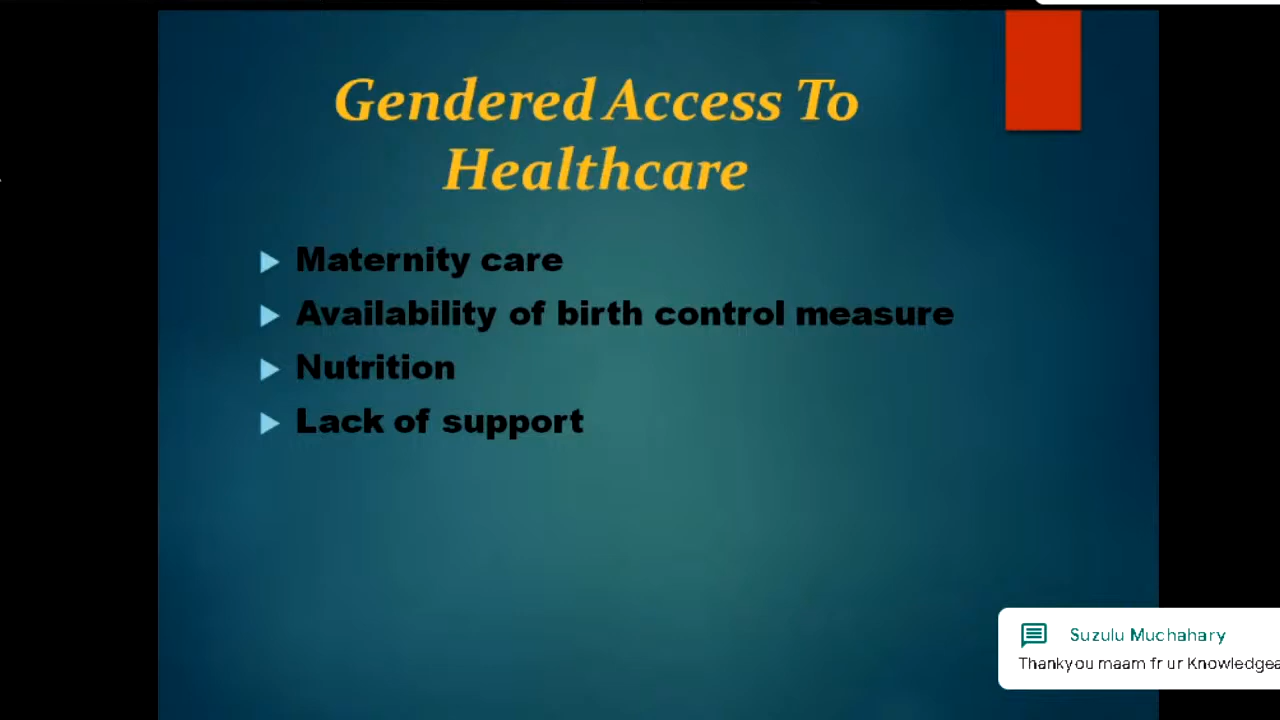 Gendered Access To
Healthcare
Maternity care
Availability of birth control measure
Nutrition
Lack of support
Suzulu Muchahary
Thankyou maam fr ur